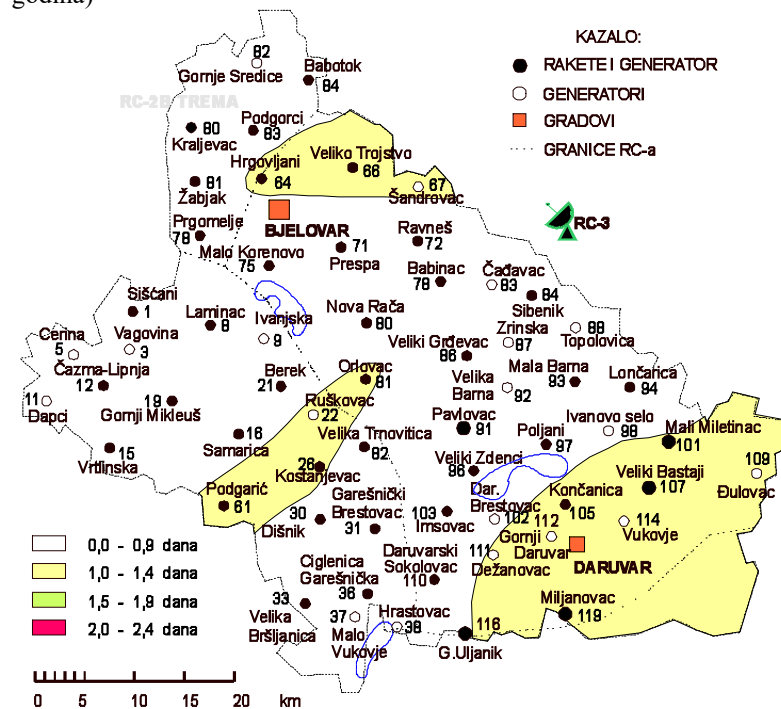 godina)
82
Gornje Sredice
Babotok
84
RC-2B TREMA
80
Kraljevac
Podgorci
83
Hrgovljani
64
Veliko Trojstvo
66
67
Šandrovac
81
Žabjak
Prgomelje
78
BJELOVAR
Malo Korenovo
75
71
Prespa
Ravneš
72
Babinac
78
Čađavac
83
84
Sibenik
Sišćani
1
Laminac
8
Ivanjska
9
Nova Rača
80
Zrinska
87
88
Topolovica
Cerina
5
Vagovina
3
Veliki Grđevac
86
Čazma-Lipnja
12
Berek
21
Orlovac
81
Velika
Barna
92
Mala Barna
93
Lončarica
94
11
Dapci
19
Gornji Mikleuš
Ruškovac
22
Pavlovac
91
Poljani
97
Ivanovo selo
98
Mali Miletinac
101
15
Vrtlinska
16
Samarica
Velika Trnovitica
82
Veliki Zdenci
96
109
Đulovac
26
Kostanjevac
Podgarić
61
Garešnički
Brestovac
31
30
Dišnik
103
Imsovac
Dar.
Brestovac
102
Končanica
105
Veliki Bastaji
107
114
Vukovje
112
Gornji
Daruvar
111
Dežanovac
DARUVAR
Ciglenica
Garešnička
36
Daruvarski
Sokolovac
110
33
Velika
Bršljanica
37
Malo
Vukovje
Hrastovac
38
116
G.Uljanik
Miljanovac
119
KAZALO:
RAKETE I GENERATOR
GENERATORI
GRADOVI
GRANICE RC-a
RC-3
0,0 - 0,9 dana
1,0 - 1,4 dana
1,5 - 1,9 dana
2,0 - 2,4 dana
0 5 10 15 20 km